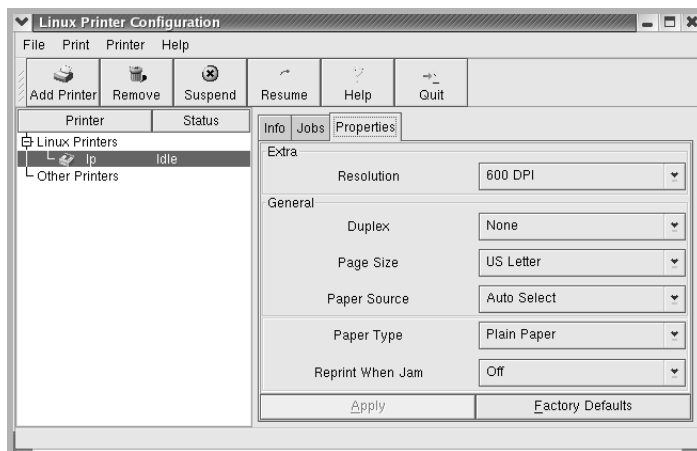 Linux Printer Configuration
File Print Printer Help
Add Printer Remove Suspend Resume Help Quit
Printer Status
Linux Printers
lp Idle
Other Printers
Info Jobs Properties
Extra
Resolution 600 DPI
General
Duplex None
Page Size US Letter
Paper Source Auto Select
Paper Type Plain Paper
Reprint When Jam Off
Apply Factory Defaults